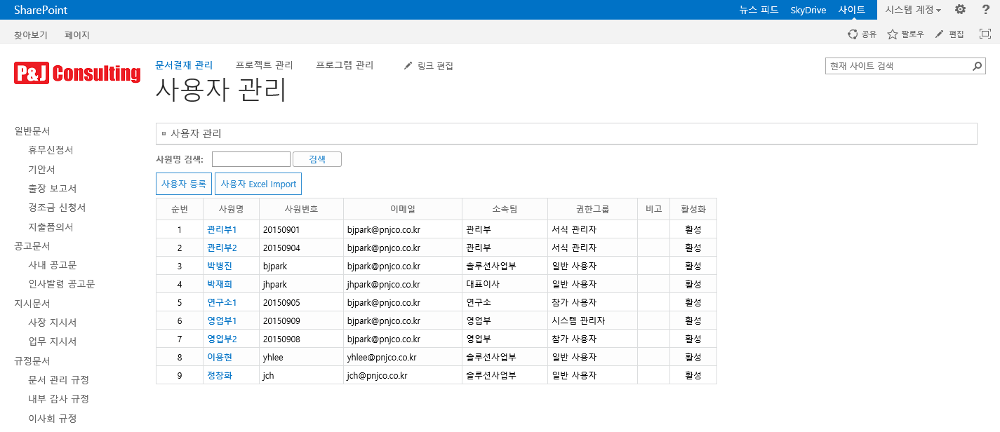 SharePoint 뉴스 피드 SkyDrive 사이트 시스템 계정 ?
찾아보기 페이지 공유 팔로우 편집
P&J Consulting
문서결재 관리 프로젝트 관리 프로그램 관리 링크 편집 현재 사이트 검색
사용자 관리
일반문서
휴무신청서
기안서
출장 보고서
경조금 신청서
지출품의서
공고문서
사내 공고문
인사발령 공고문
지시문서
사장 지시서
업무 지시서
규정문서
문서 관리 규정
내부 감사 규정
이사회 규정
사용자 관리
사원명 검색: 검색
사용자 등록 사용자 Excel Import
순번 사원명 사원번호 이메일 소속팀 권한그룹 비고 활성화
1 관리부1 20150901 bjpark@pnjco.co.kr 관리부 서식 관리자 활성
2 관리부2 20150904 bjpark@pnjco.co.kr 관리부 서식 관리자 활성
3 박병진 bjpark bjpark@pnjco.co.kr 솔루션사업부 일반 사용자 활성
4 박재희 jhpark jhpark@pnjco.co.kr 대표이사 일반 사용자 활성
5 연구소1 20150905 bjpark@pnjco.co.kr 연구소 참가 사용자 활성
6 영업부1 20150909 bjpark@pnjco.co.kr 영업부 시스템 관리자 활성
7 영업부2 20150908 bjpark@pnjco.co.kr 영업부 참가 사용자 활성
8 이용현 yhlee yhlee@pnjco.co.kr 솔루션사업부 일반 사용자 활성
9 정창화 jch jch@pnjco.co.kr 솔루션사업부 일반 사용자 활성